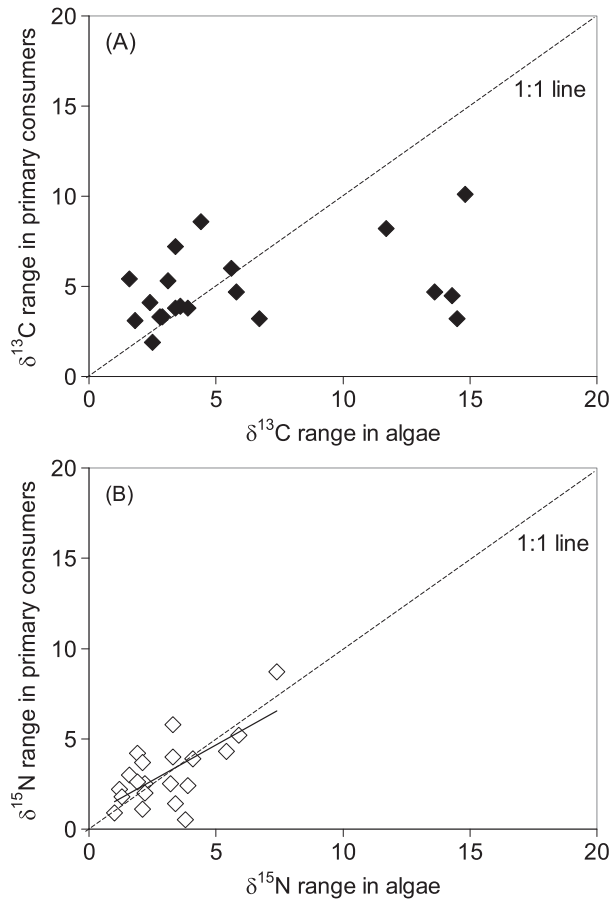 20
(A)
15
1:1 line
10
5
0
δ¹³C range in primary consumers
0 5 10 15 20
δ¹³C range in algae
20
(B)
15
1:1 line
10
5
0
δ¹⁵N range in primary consumers
0 5 10 15 20
δ¹⁵N range in algae